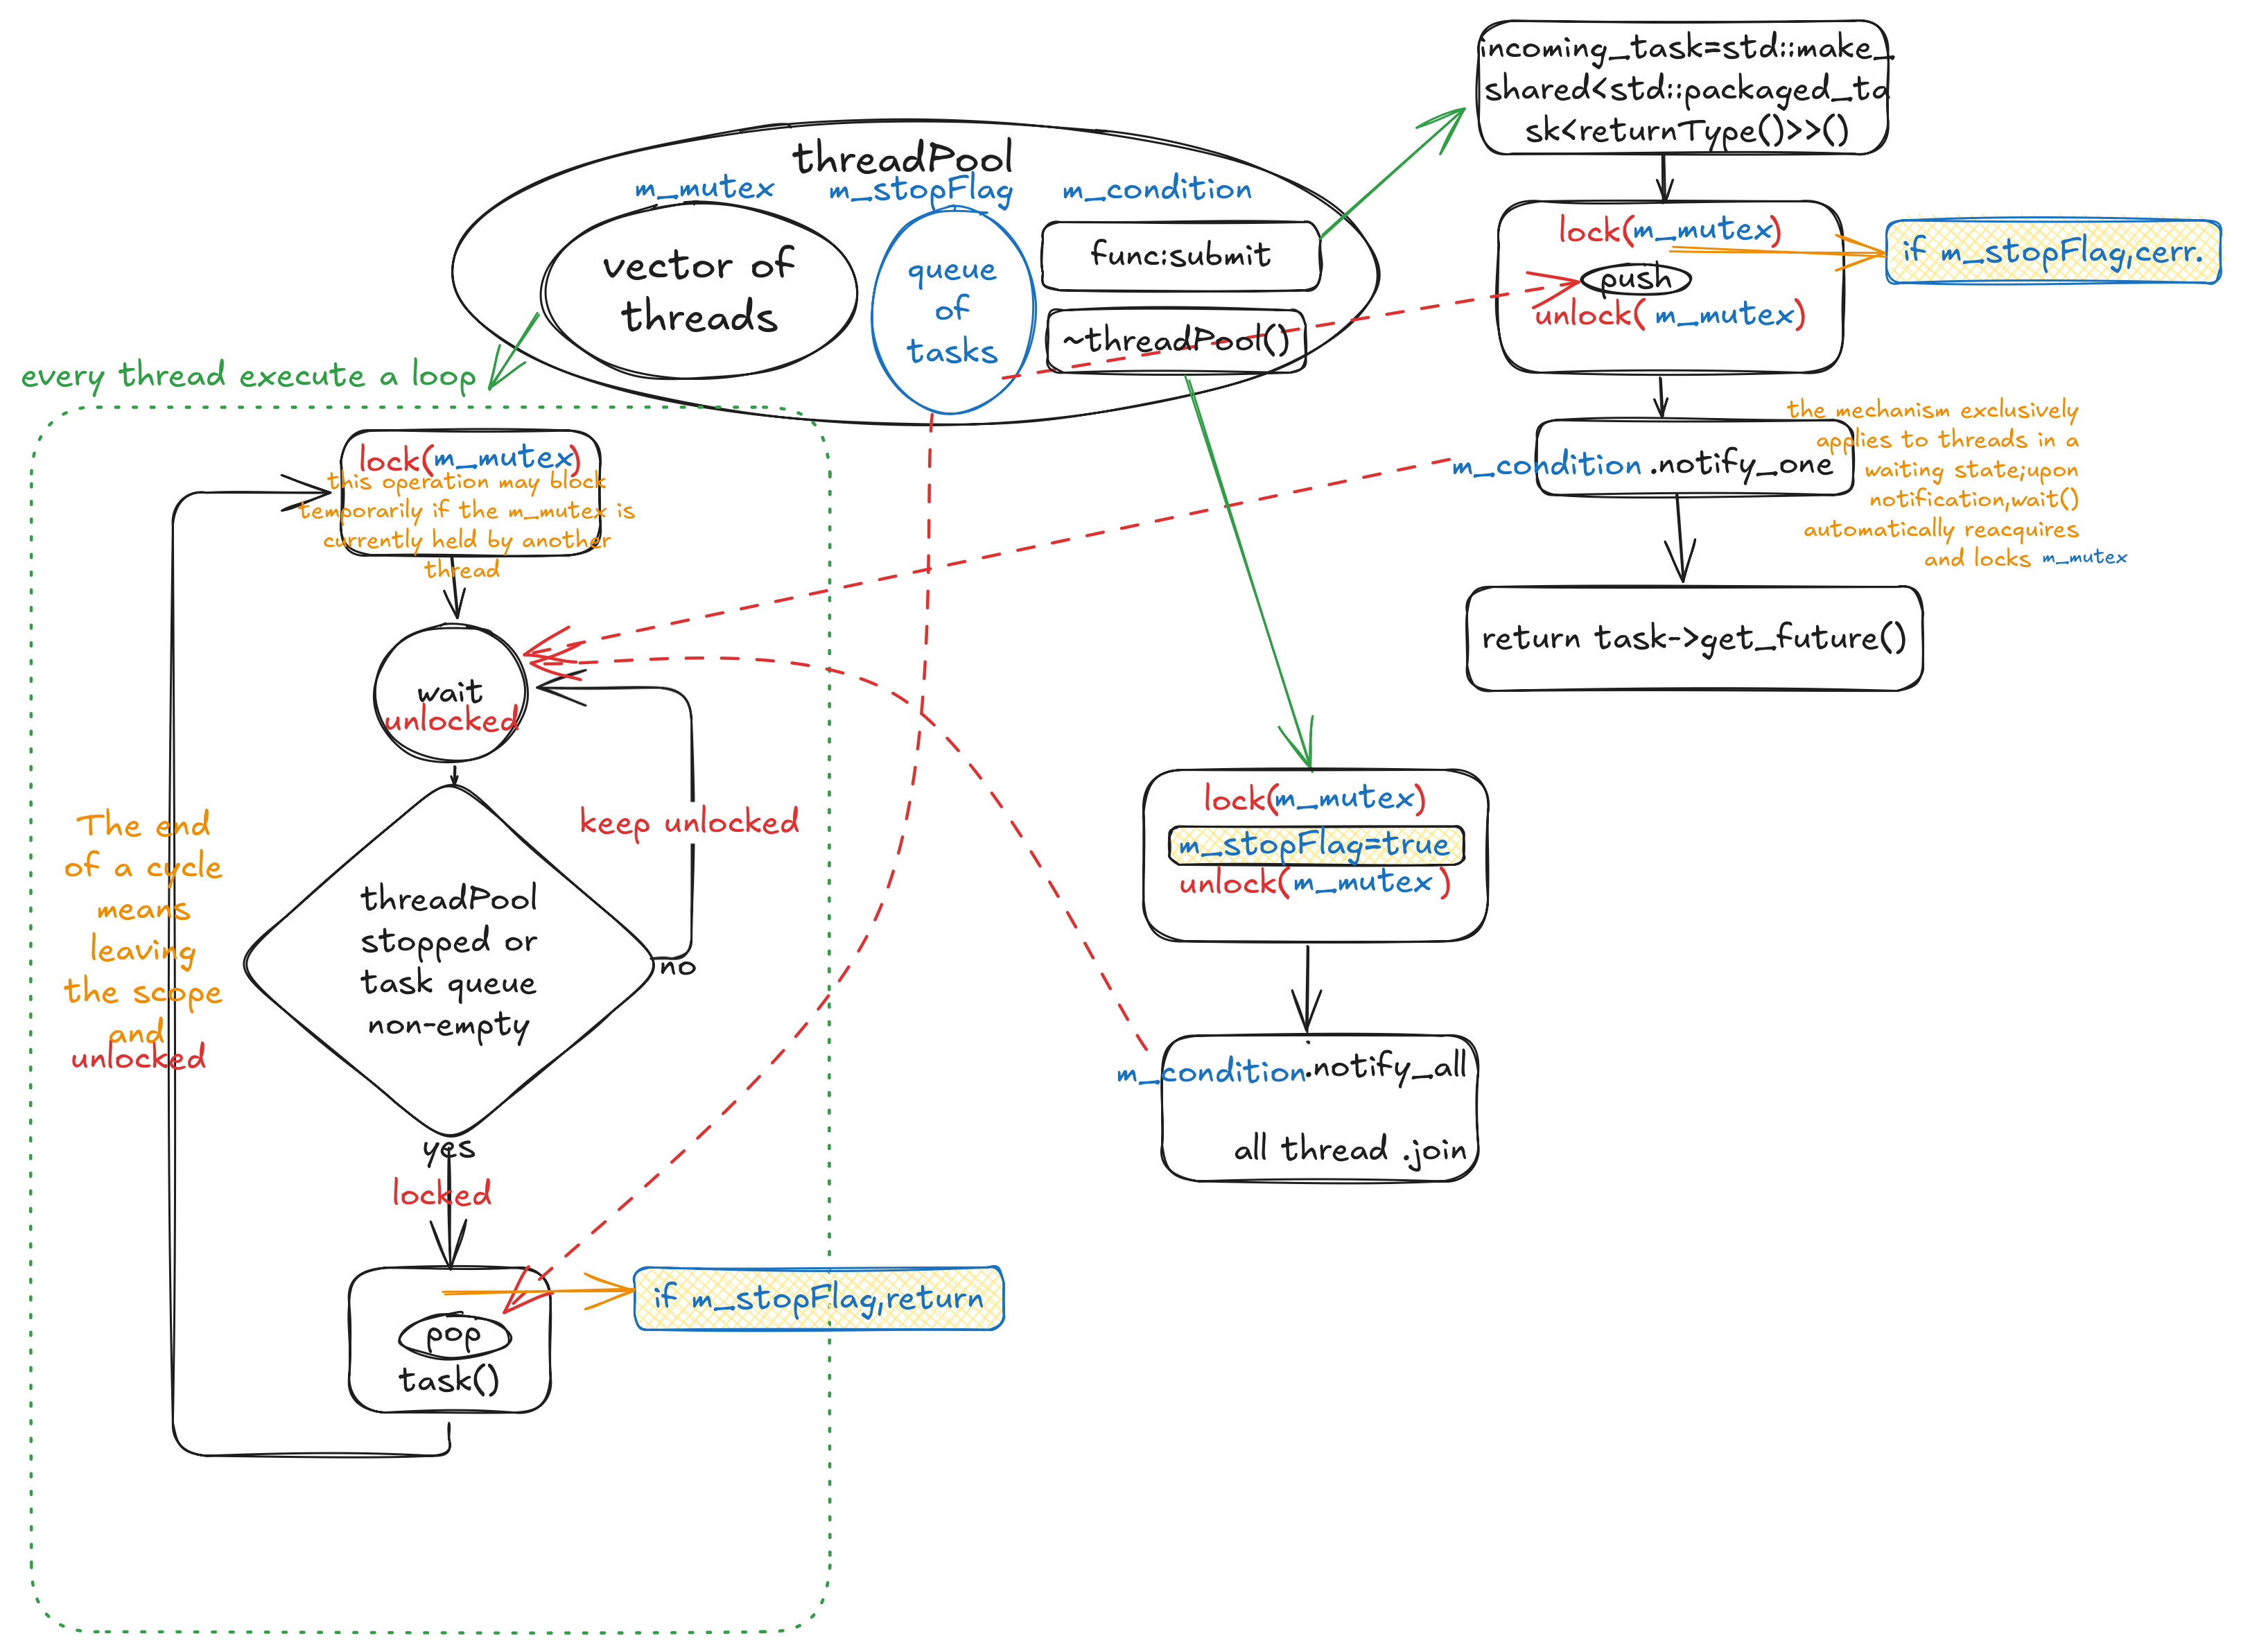 incoming_task=std::make_
shared<std::packaged_ta
sk<returnType()>>()
threadPool
m_mutex
m_stopFlag
m_condition
vector of
threads
queue
of
tasks
func:submit
~threadPool()
lock(m_mutex)
push
unlock( m_mutex)
if m_stopFlag,cerr.
every thread execute a loop
lock(m_mutex)
this operation may block
temporarily if the m_mutex is
currently held by another
thread
m_condition .notify_one
the mechanism exclusively
applies to threads in a
waiting state;upon
notification,wait()
automatically reacquires
and locks m_mutex
return task->get_future()
wait
unlocked
keep unlocked
threadPool
stopped or
task queue
non-empty
no
yes
locked
The end
of a cycle
means
leaving
the scope
and
unlocked
lock(m_mutex)
m_stopFlag=true
unlock(m_mutex )
m_condition.notify_all
all thread .join
if m_stopFlag,return
pop
task()